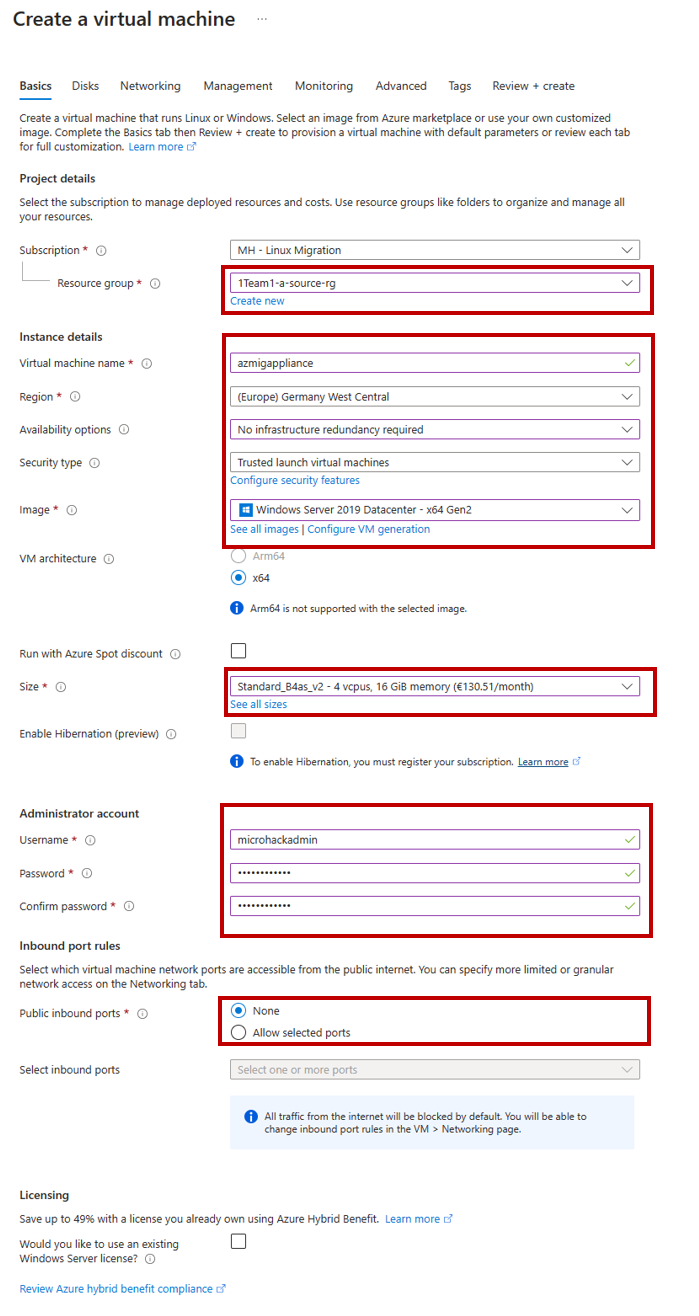 Create a virtual machine ...
Basics Disks Networking Management Monitoring Advanced Tags Review + create
Create a virtual machine that runs Linux or Windows. Select an image from Azure marketplace or use your own customized
image. Complete the Basics tab then Review + create to provision a virtual machine with default parameters or review each tab
for full customization. Learn more
Project details
Select the subscription to manage deployed resources and costs. Use resource groups like folders to organize and manage all
your resources.
Subscription * MH - Linux Migration
Resource group * 1Team1-a-source-rg
Create new
Instance details
Virtual machine name * azmigappliance
Region * (Europe) Germany West Central
Availability options No infrastructure redundancy required
Security type Trusted launch virtual machines
Configure security features
Image * Windows Server 2019 Datacenter - x64 Gen2
See all images | Configure VM generation
VM architecture Arm64
x64
Arm64 is not supported with the selected image.
Run with Azure Spot discount
Size * Standard_B4as_v2 - 4 vcpus, 16 GiB memory (€130.51/month)
See all sizes
Enable Hibernation (preview)
To enable Hibernation, you must register your subscription. Learn more
Administrator account
Username * microhackadmin
Password * ••••••••••••
Confirm password * ••••••••••••
Inbound port rules
Select which virtual machine network ports are accessible from the public internet. You can specify more limited or granular
network access on the Networking tab.
Public inbound ports * None
Allow selected ports
Select inbound ports Select one or more ports
All traffic from the internet will be blocked by default. You will be able to
change inbound port rules in the VM > Networking page.
Licensing
Save up to 49% with a license you already own using Azure Hybrid Benefit. Learn more
Would you like to use an existing
Windows Server license?
Review Azure hybrid benefit compliance